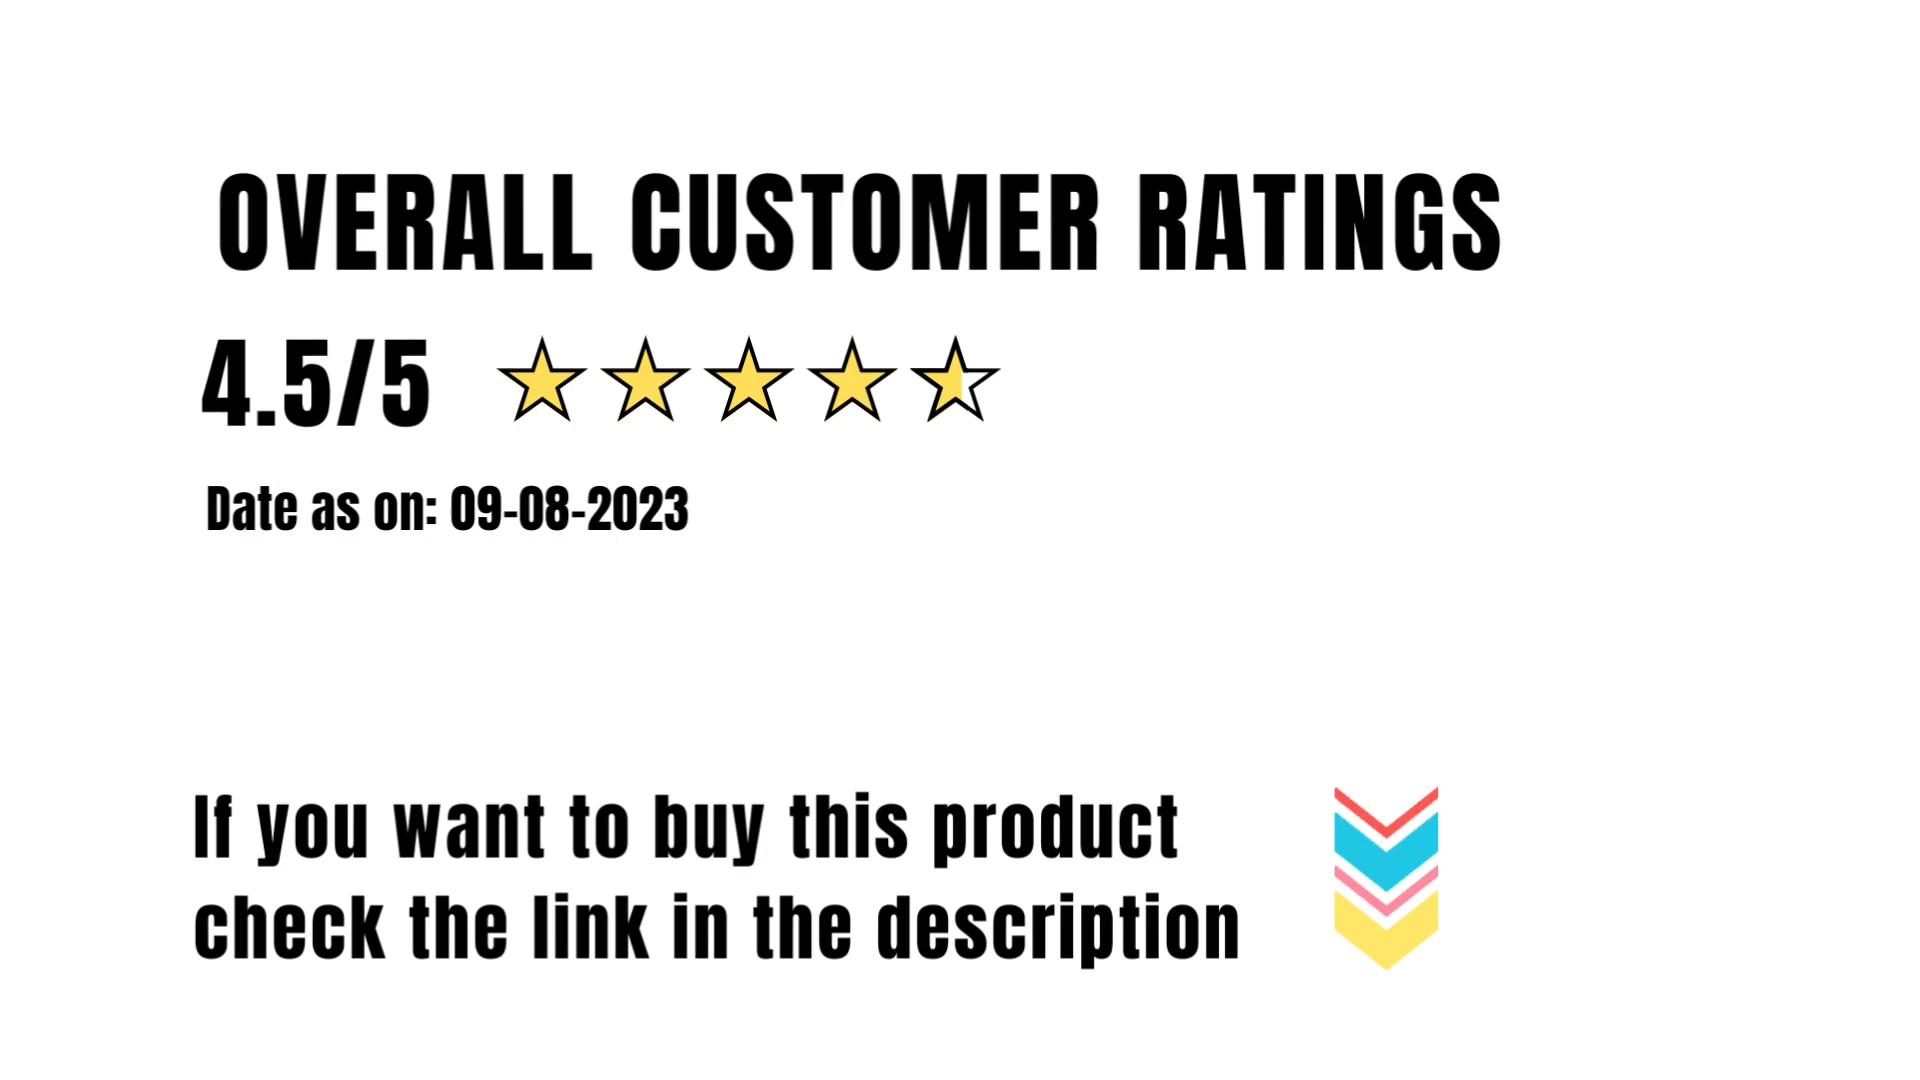 OVERALL CUSTOMER RATINGS
4.5/5
Date as on: 09-08-2023
If you want to buy this product
check the link in the description